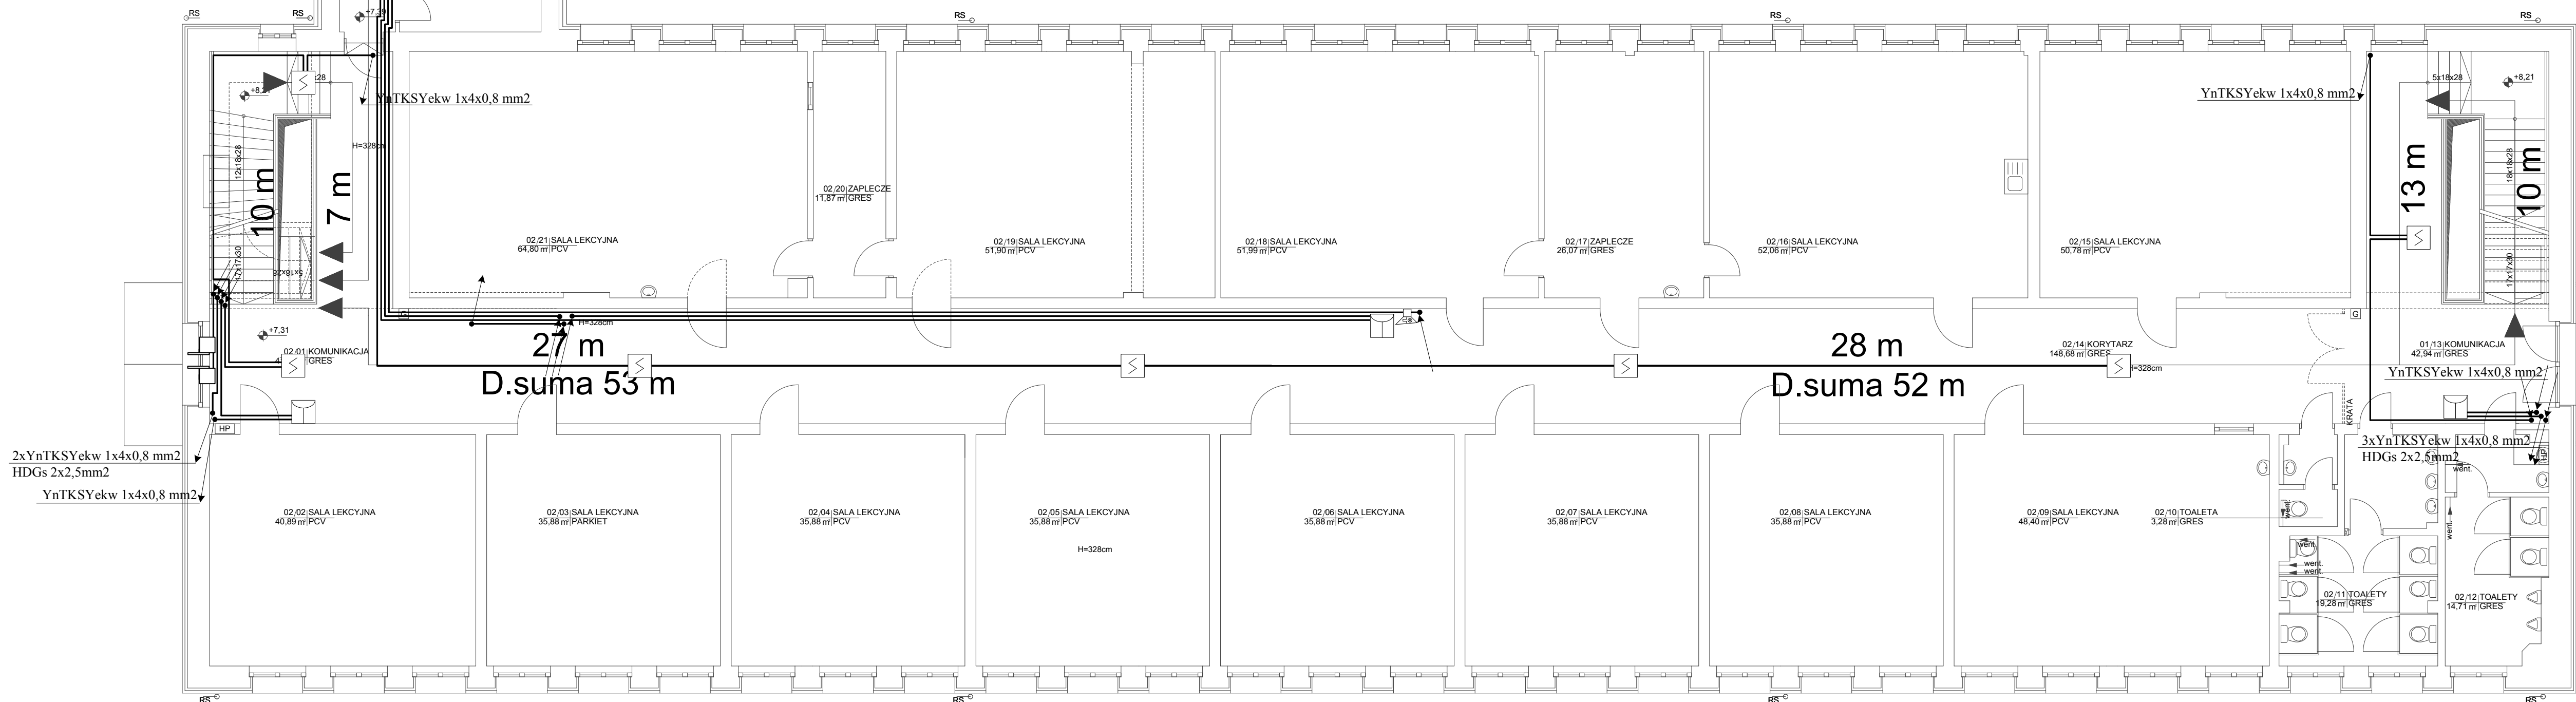 RS
RS
RS
RS
RS
+7,39
x28
+8,21
YnTKSYekw 1x4x0,8 mm2
H=328cm
12x18x28
10 m
7 m
17x17x30
5x18x28
+7,31
02/01 KOMUNIKACJA
GRES
02/21 SALA LEKCYJNA
64,80 m² PCV
02/20 ZAPLECZE
11,87 m² GRES
02/19 SALA LEKCYJNA
51,90 m² PCV
02/18 SALA LEKCYJNA
51,99 m² PCV
02/17 ZAPLECZE
26,07 m² GRES
02/16 SALA LEKCYJNA
52,06 m² PCV
02/15 SALA LEKCYJNA
50,78 m² PCV
YnTKSYekw 1x4x0,8 mm2
5x18x28
+8,21
13 m
10 m
18x18x28
17x17x30
G
H=328cm
27 m
D.suma 53 m
28 m
D.suma 52 m
02/14 KORYTARZ
148,68 m² GRES
H=328cm
G
01/13 KOMUNIKACJA
42,94 m² GRES
YnTKSYekw 1x4x0,8 mm2
KRATA
HP
2xYnTKSYekw 1x4x0,8 mm2
HDGs 2x2,5mm2
YnTKSYekw 1x4x0,8 mm2
3xYnTKSYekw 1x4x0,8 mm2
HDGs 2x2,5mm2
HP
went.
02/02 SALA LEKCYJNA
40,89 m² PCV
02/03 SALA LEKCYJNA
35,88 m² PARKIET
02/04 SALA LEKCYJNA
35,88 m² PCV
02/05 SALA LEKCYJNA
35,88 m² PCV
H=328cm
02/06 SALA LEKCYJNA
35,88 m² PCV
02/07 SALA LEKCYJNA
35,88 m² PCV
02/08 SALA LEKCYJNA
35,88 m² PCV
02/09 SALA LEKCYJNA
48,40 m² PCV
02/10 TOALETA
3,28 m² GRES
went.
went.
went.
went.
went.
02/11 TOALETY
19,28 m² GRES
02/12 TOALETY
14,71 m² GRES
RS
RS
RS
RS